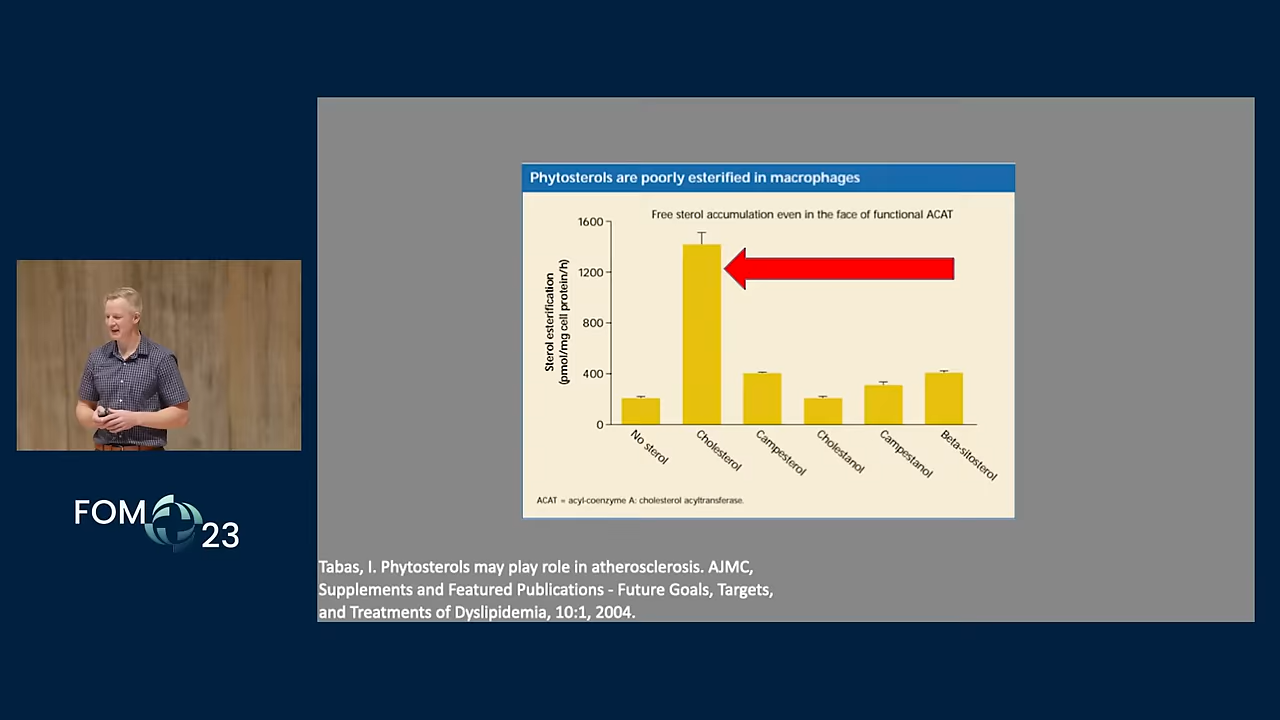 Phytosterols are poorly esterified in macrophages
Free sterol accumulation even in the face of functional ACAT
1600
1200
800
400
0
Sterol esterification
(pmol/mg cell protein/h)
No sterol
Cholesterol
Campesterol
Cholestanol
Campestanol
Beta-sitosterol
ACAT = acyl-coenzyme A: cholesterol acyltransferase.
FOM 23
Tabas, I. Phytosterols may play role in atherosclerosis. AJMC,
Supplements and Featured Publications - Future Goals, Targets,
and Treatments of Dyslipidemia, 10:1, 2004.